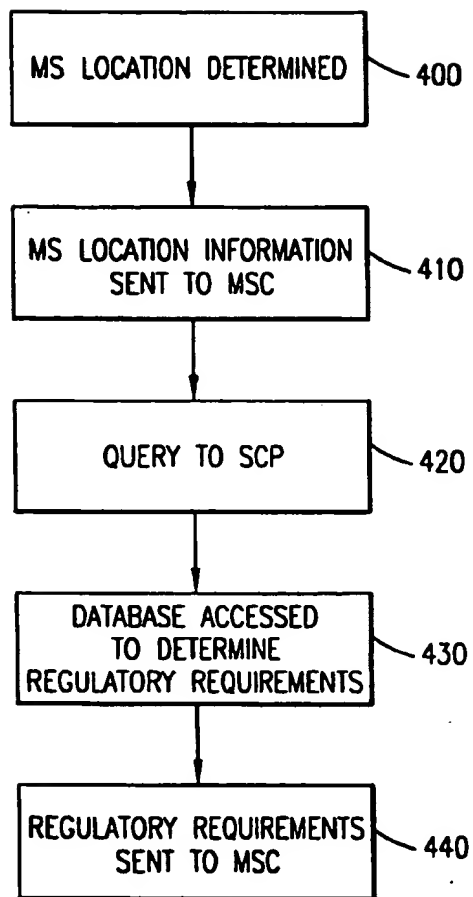 MS LOCATION DETERMINED
400
MS LOCATION INFORMATION
SENT TO MSC
410
QUERY TO SCP
420
DATABASE ACCESSED
TO DETERMINE
REGULATORY REQUIREMENTS
430
REGULATORY REQUIREMENTS
SENT TO MSC
440